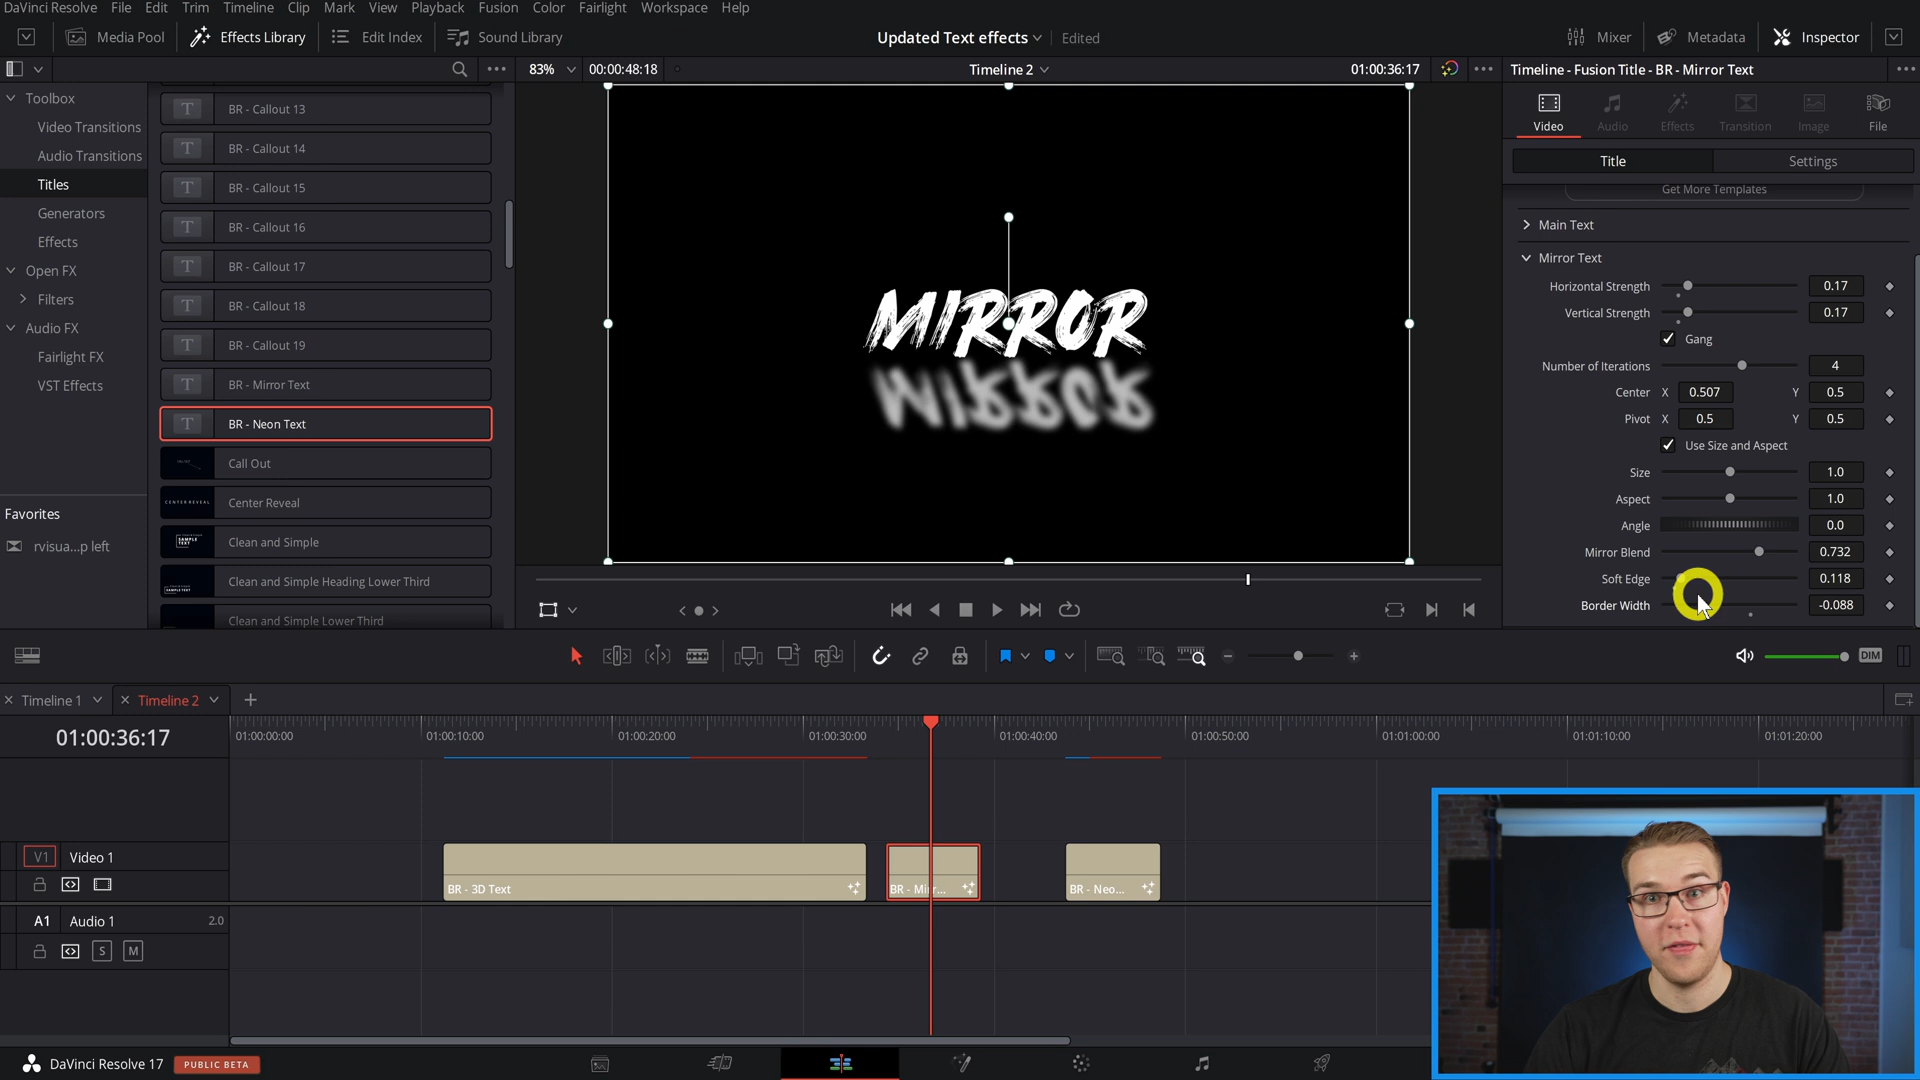 DaVinci Resolve File Edit Trim Timeline Clip Mark View Playback Fusion Color Fairlight Workspace Help
Media Pool Effects Library Edit Index Sound Library Updated Text effects Edited Mixer Metadata Inspector
83% 00:00:48:18 Timeline 2 01:00:36:17 Timeline - Fusion Title - BR - Mirror Text
Toolbox
Video Transitions
Audio Transitions
Titles
Generators
Effects
Open FX
Filters
Audio FX
Fairlight FX
VST Effects
Favorites
rvisua...p left
BR - Callout 13
BR - Callout 14
BR - Callout 15
BR - Callout 16
BR - Callout 17
BR - Callout 18
BR - Callout 19
BR - Mirror Text
BR - Neon Text
Call Out
Center Reveal
Clean and Simple
Clean and Simple Heading Lower Third
Clean and Simple Lower Third
MIRROR
MIRROR
Video Audio Effects Transition Image File
Title Settings
Get More Templates
Main Text
Mirror Text
Horizontal Strength 0.17
Vertical Strength 0.17
Gang
Number of Iterations 4
Center X 0.507 Y 0.5
Pivot X 0.5 Y 0.5
Use Size and Aspect
Size 1.0
Aspect 1.0
Angle 0.0
Mirror Blend 0.732
Soft Edge 0.118
Border Width -0.088
DIM
Timeline 1 Timeline 2
01:00:36:17
01:00:00:00 01:00:10:00 01:00:20:00 01:00:30:00 01:00:40:00 01:00:50:00 01:01:00:00 01:01:10:00 01:01:20:00
V1 Video 1
BR - 3D Text BR - Mirr... BR - Neo...
A1 Audio 1 2.0
S M
DaVinci Resolve 17 PUBLIC BETA